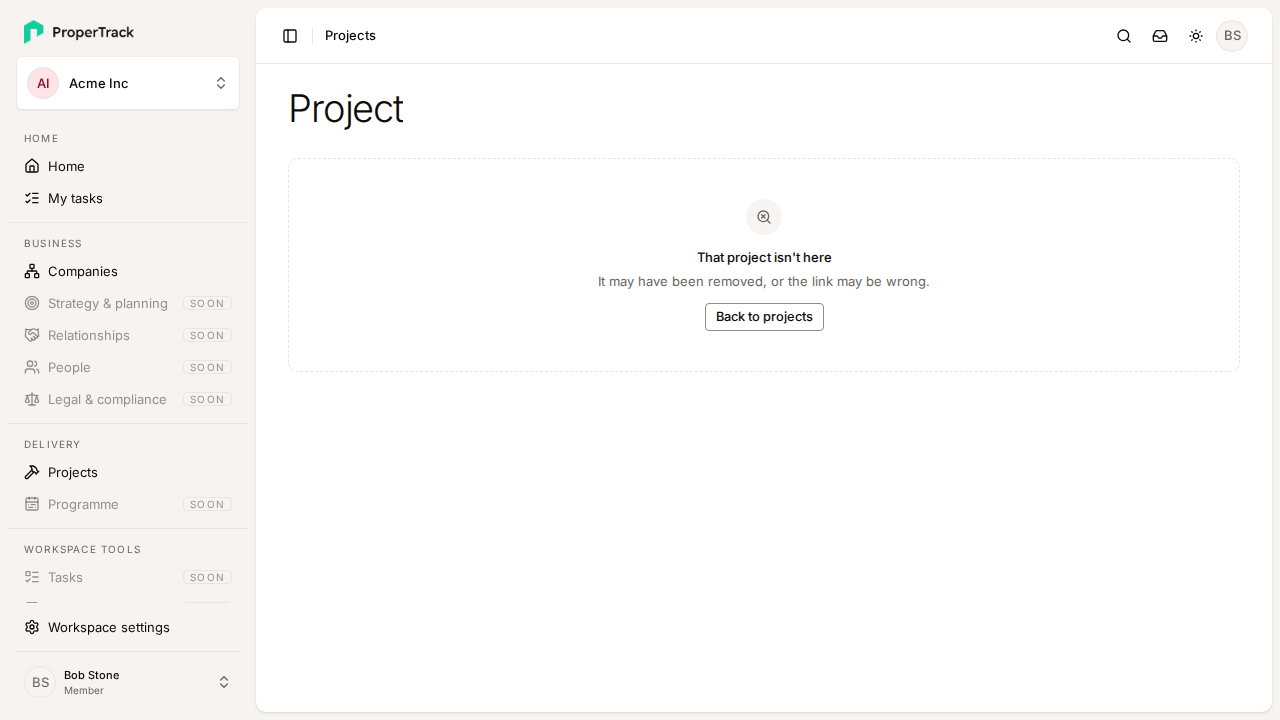 ProperTrack
AI
Acme Inc
HOME
Home
My tasks
BUSINESS
Companies
Strategy & planning SOON
Relationships SOON
People SOON
Legal & compliance SOON
DELIVERY
Projects
Programme SOON
WORKSPACE TOOLS
Tasks SOON
Workspace settings
BS
Bob Stone
Member
Projects
BS
Project
That project isn't here
It may have been removed, or the link may be wrong.
Back to projects